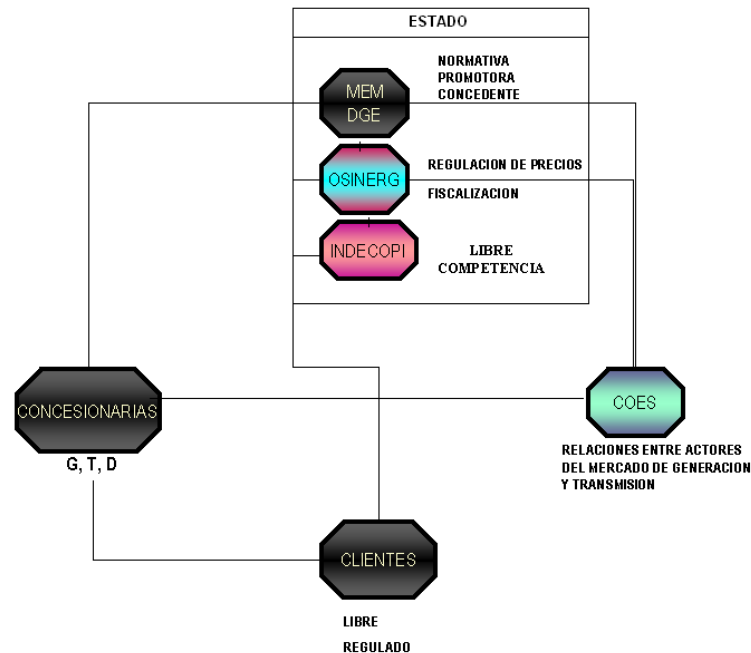 ESTADO
NORMATIVA
PROMOTORA
CONCEDENTE
MEM
DGE
REGULACION DE PRECIOS
OSINERG
FISCALIZACION
INDECOPI
LIBRE
COMPETENCIA
CONCESIONARIAS
G, T, D
COES
RELACIONES ENTRE ACTORES
DEL MERCADO DE GENERACION
Y TRANSMISION
CLIENTES
LIBRE
REGULADO